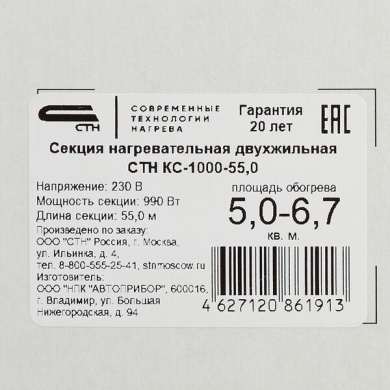 СТН
СОВРЕМЕННЫЕ
ТЕХНОЛОГИИ
НАГРЕВА
Гарантия
20 лет
EAC
Секция нагревательная двухжильная
СТН КС-1000-55,0
Напряжение: 230 В
Мощность секции: 990 Вт
Длина секции: 55,0 м
Произведено по заказу:
ООО "СТН" Россия, г. Москва,
ул. Ильинка, д. 4,
тел. 8-800-555-25-41, stnmoscow.ru
Изготовитель:
ООО "НПК "АВТОПРИБОР", 600016,
г. Владимир, ул. Большая
Нижегородская, д. 94
площадь обогрева
5,0-6,7
кв. м.
4 627120 861913